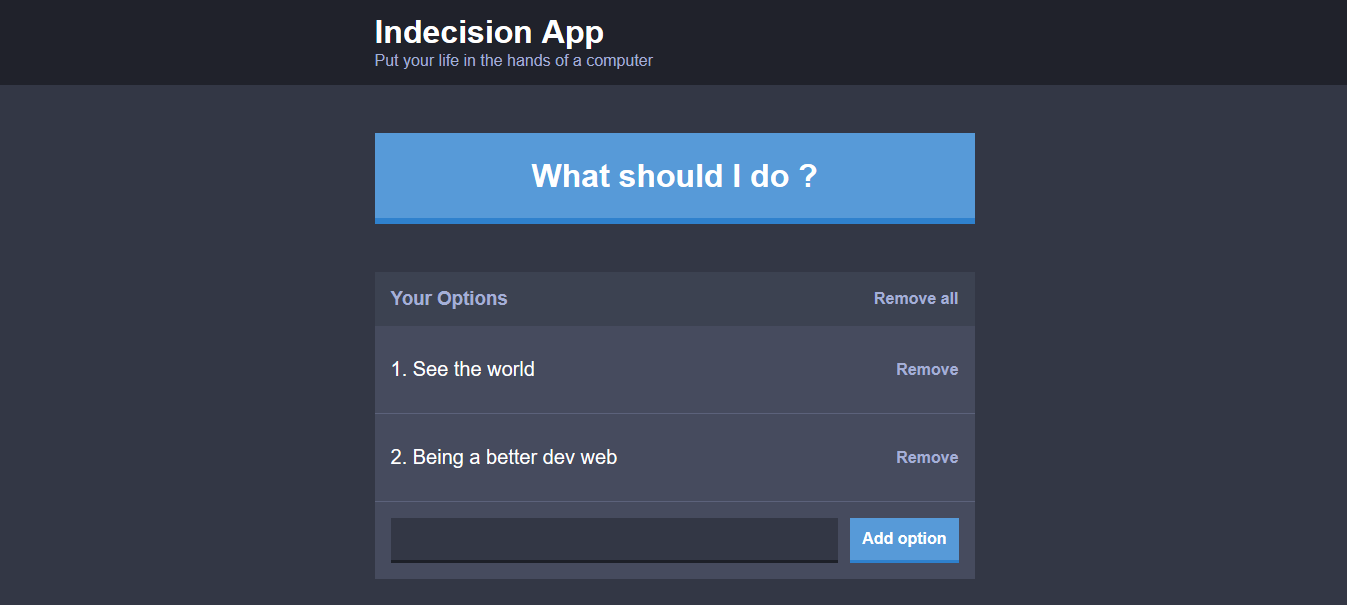 Indecision App
Put your life in the hands of a computer
What should I do ?
Your Options Remove all
1. See the world Remove
2. Being a better dev web Remove
Add option